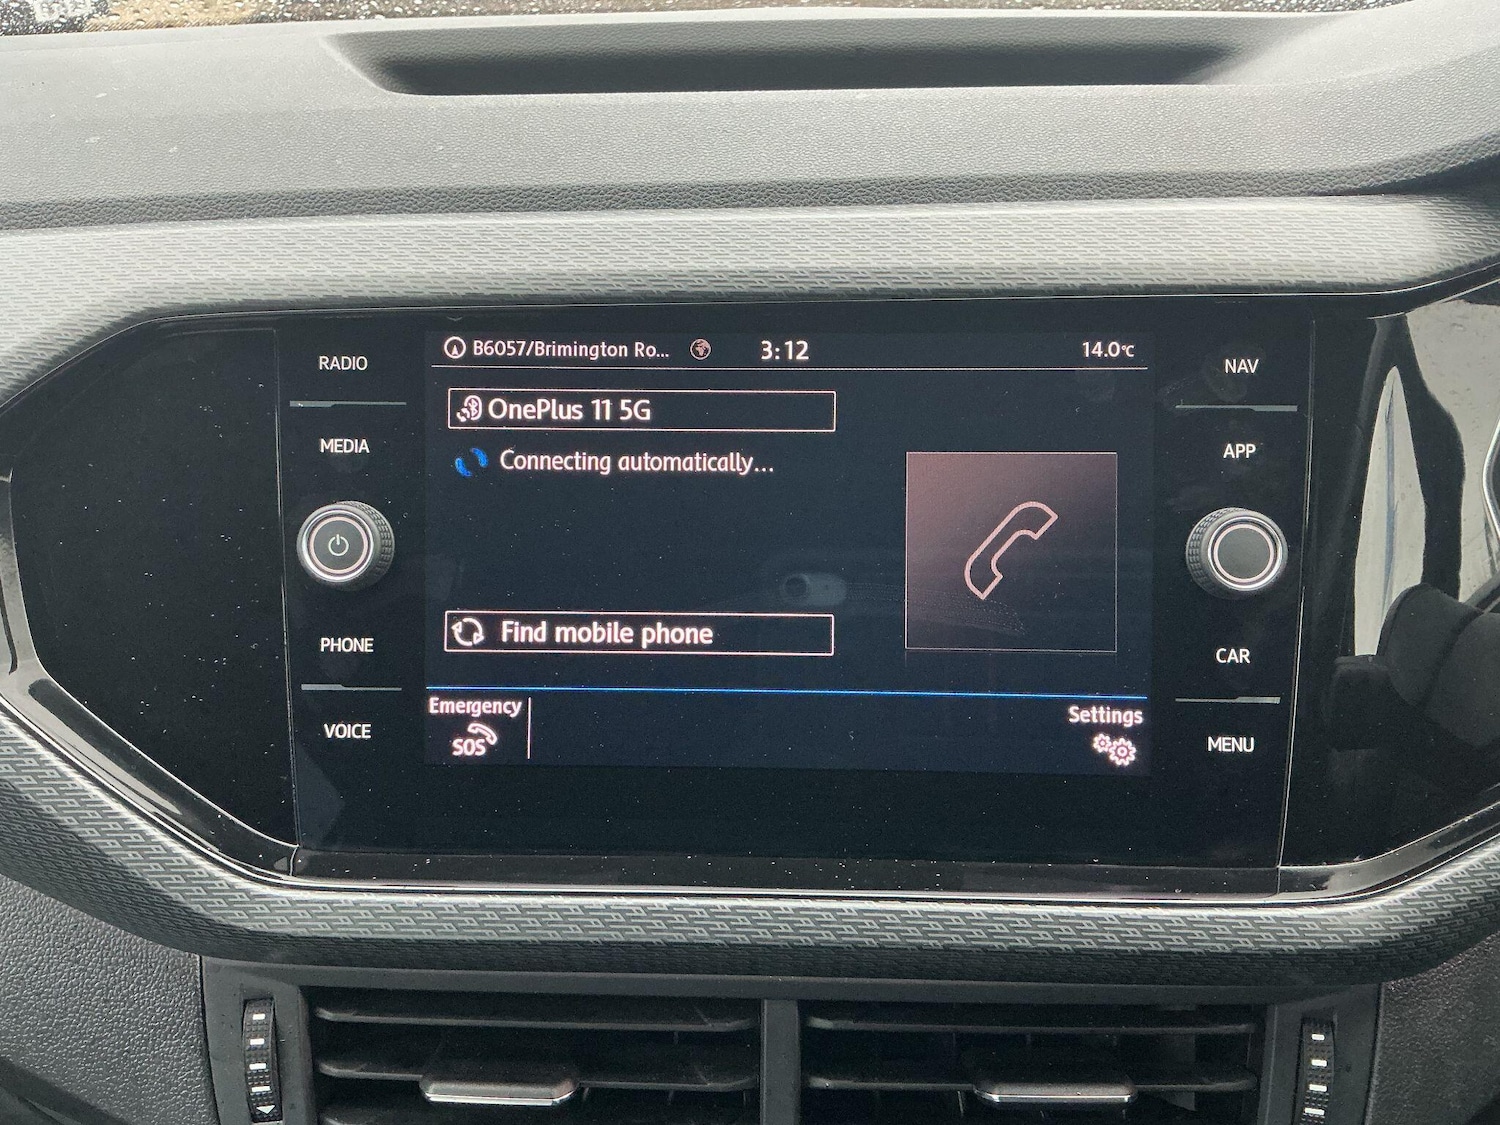 B6057/Brimington Ro...
3:12
14.0°C
RADIO
NAV
OnePlus 11 5G
MEDIA
APP
Connecting automatically...
Find mobile phone
PHONE
CAR
Emergency
SOS
Settings
VOICE
MENU